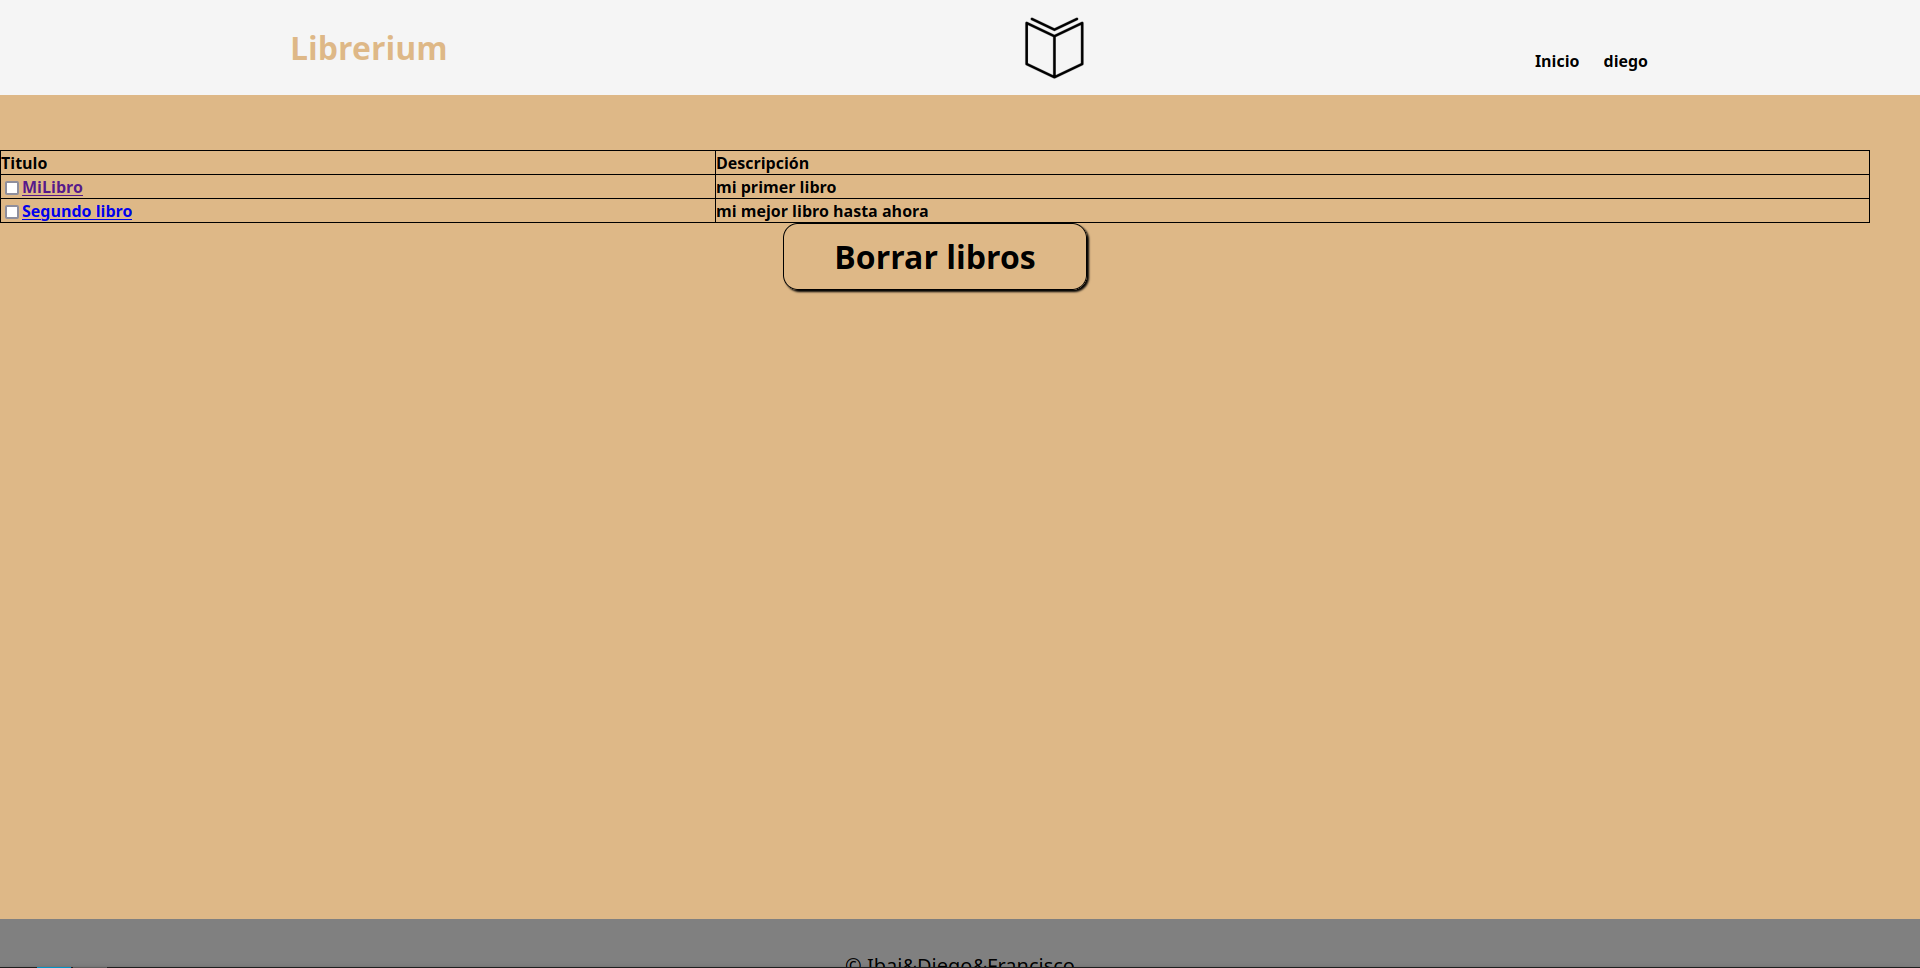 Librerium
Inicio diego
Titulo Descripción
MiLibro mi primer libro
Segundo libro mi mejor libro hasta ahora
Borrar libros
© Ibai&Diego&Francisco